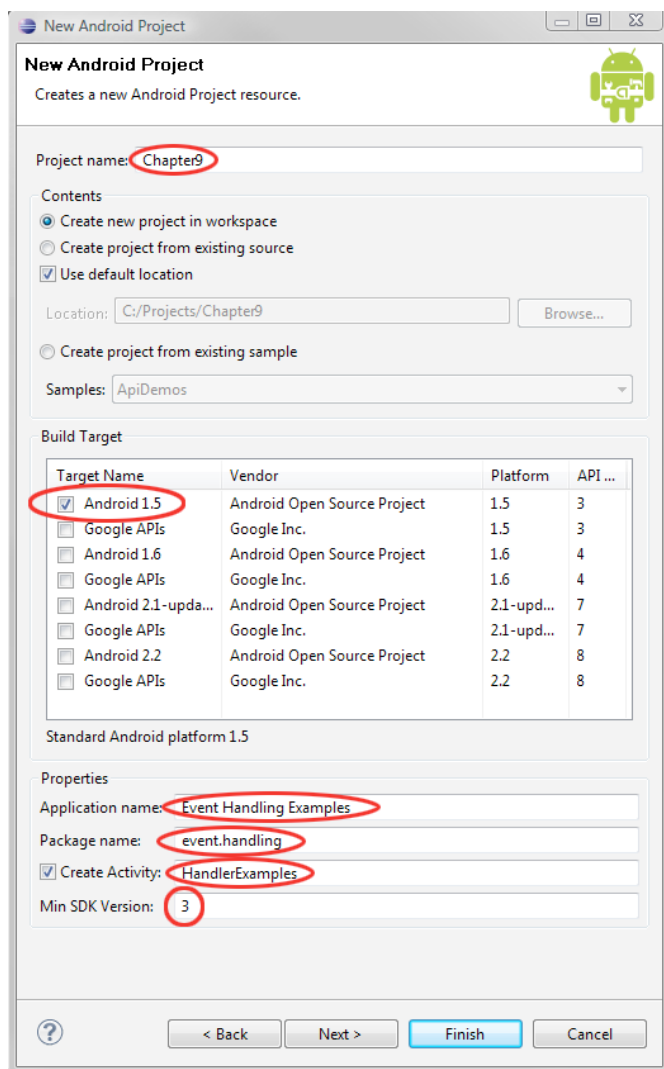 New Android Project
New Android Project
Creates a new Android Project resource.
Project name: Chapter9
Contents
Create new project in workspace
Create project from existing source
Use default location
Location: C:/Projects/Chapter9 Browse...
Create project from existing sample
Samples: ApiDemos
Build Target
Target Name Vendor Platform API ...
Android 1.5 Android Open Source Project 1.5 3
Google APIs Google Inc. 1.5 3
Android 1.6 Android Open Source Project 1.6 4
Google APIs Google Inc. 1.6 4
Android 2.1-upda... Android Open Source Project 2.1-upd... 7
Google APIs Google Inc. 2.1-upd... 7
Android 2.2 Android Open Source Project 2.2 8
Google APIs Google Inc. 2.2 8
Standard Android platform 1.5
Properties
Application name: Event Handling Examples
Package name: event.handling
Create Activity: HandlerExamples
Min SDK Version: 3
? < Back Next > Finish Cancel